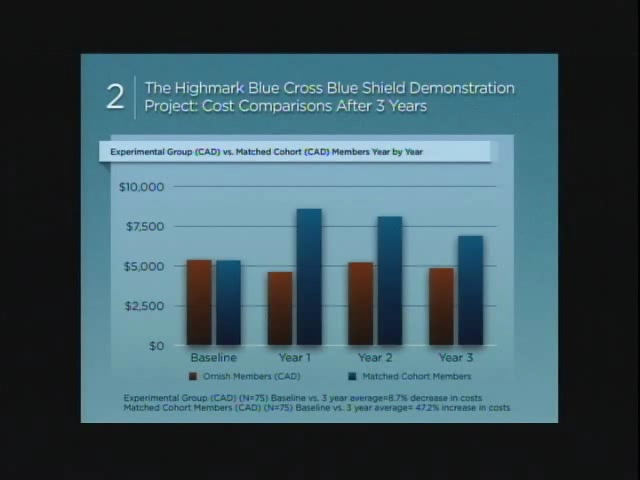 2
The Highmark Blue Cross Blue Shield Demonstration
Project: Cost Comparisons After 3 Years
Experimental Group (CAD) vs. Matched Cohort (CAD) Members Year by Year
$10,000
$7,500
$5,000
$2,500
$0
Baseline Year 1 Year 2 Year 3
Ornish Members (CAD) Matched Cohort Members
Experimental Group (CAD) (N=75) Baseline vs. 3 year average=8.7% decrease in costs
Matched Cohort Members (CAD) (N=75) Baseline vs. 3 year average= 47.2% increase in costs